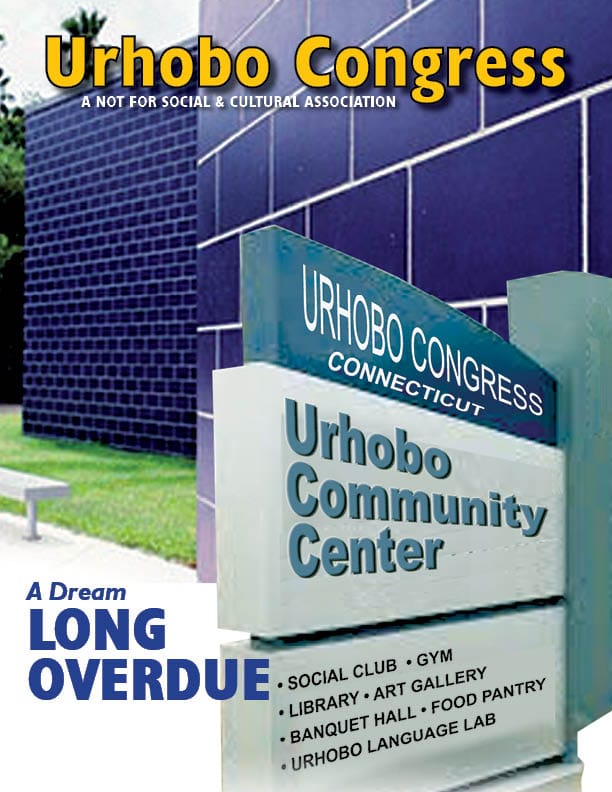 Urhobo Congress
A NOT FOR SOCIAL & CULTURAL ASSOCIATION
URHOBO CONGRESS
CONNECTICUT
Urhobo
Community
Center
A Dream
LONG
OVERDUE
• SOCIAL CLUB • GYM
• LIBRARY • ART GALLERY
• BANQUET HALL • FOOD PANTRY
• URHOBO LANGUAGE LAB